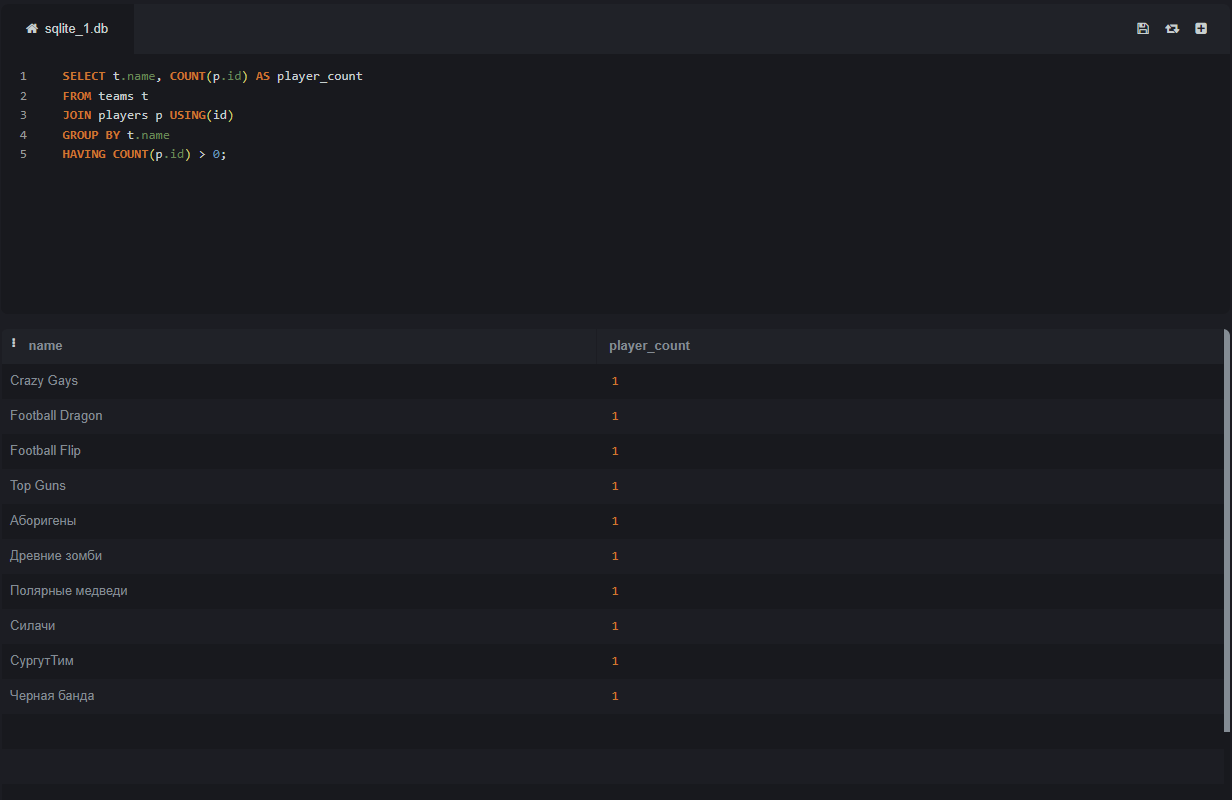 sqlite_1.db
1 SELECT t.name, COUNT(p.id) AS player_count
2 FROM teams t
3 JOIN players p USING(id)
4 GROUP BY t.name
5 HAVING COUNT(p.id) > 0;
name player_count
Crazy Gays 1
Football Dragon 1
Football Flip 1
Top Guns 1
Аборигены 1
Древние зомби 1
Полярные медведи 1
Силачи 1
СургутТим 1
Черная банда 1